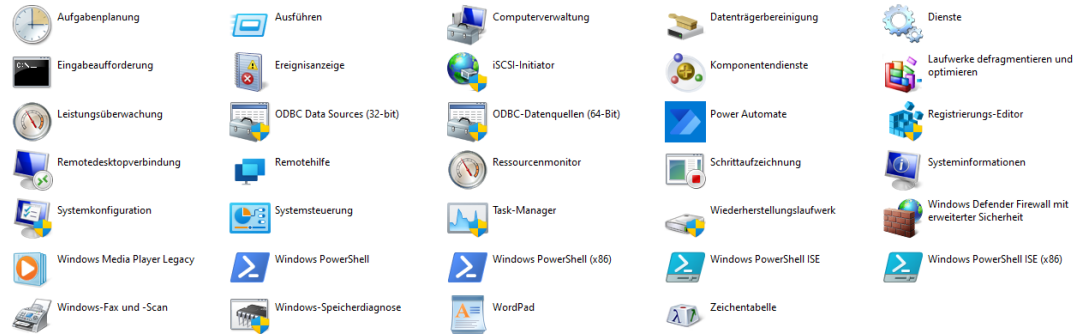 Aufgabenplanung
Ausführen
Computerverwaltung
Datenträgerbereinigung
Dienste
C:\_
Eingabeaufforderung
Ereignisanzeige
iSCSI-Initiator
Komponentendienste
Laufwerke defragmentieren und
optimieren
Leistungsüberwachung
ODBC Data Sources (32-bit)
ODBC-Datenquellen (64-Bit)
Power Automate
Registrierungs-Editor
Remotedesktopverbindung
Remotehilfe
Ressourcenmonitor
Schrittaufzeichnung
Systeminformationen
Systemkonfiguration
Systemsteuerung
Task-Manager
Wiederherstellungslaufwerk
Windows Defender Firewall mit
erweiterter Sicherheit
Windows Media Player Legacy
Windows PowerShell
Windows PowerShell (x86)
Windows PowerShell ISE
Windows PowerShell ISE (x86)
Windows-Fax und -Scan
Windows-Speicherdiagnose
A
WordPad
Zeichentabelle